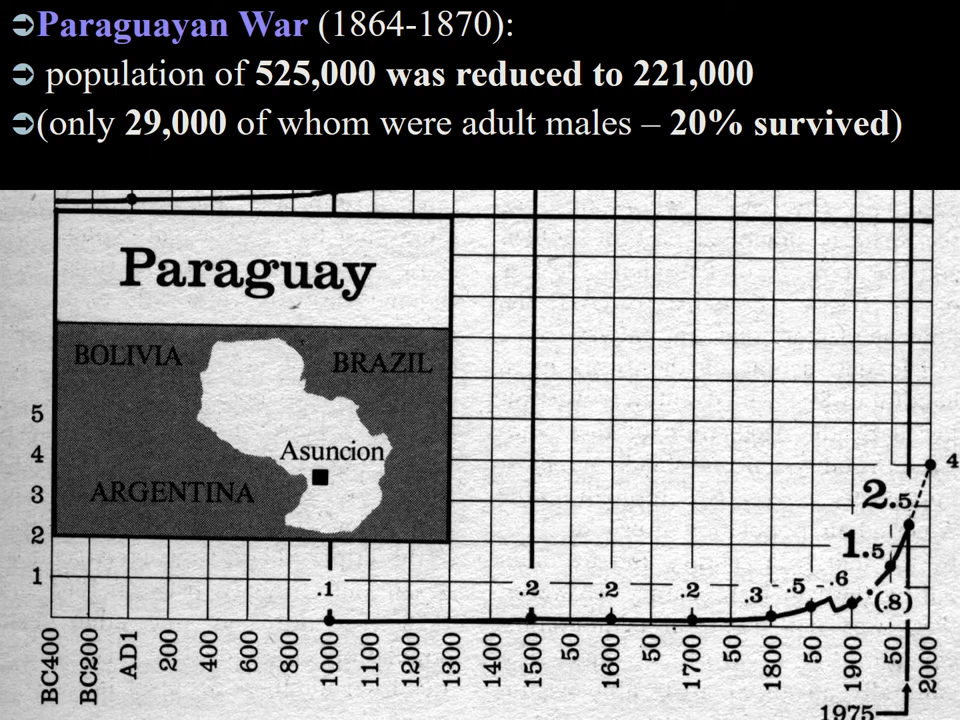 ➲Paraguayan War (1864-1870):
➲ population of 525,000 was reduced to 221,000
➲(only 29,000 of whom were adult males – 20% survived)
Paraguay
BOLIVIA
BRAZIL
Asuncion
ARGENTINA
5
4
3
2
1
.1
.2
.2
.2
.3
.5
.6
(.8)
1.5
2.5
4
BC400 BC200 AD1 200 400 600 800 1000 1100 1200 1300 1400 1500 50 1600 50 1700 50 1800 50 1900 50 2000
1975